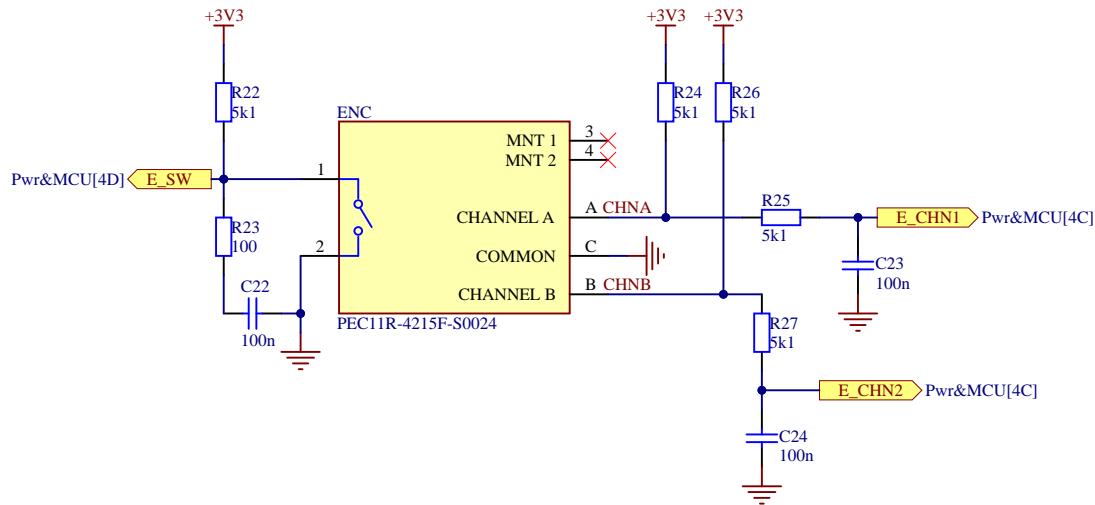 +3V3
+3V3
+3V3
R22
5k1
R24
5k1
R26
5k1
ENC
MNT 1
3
MNT 2
4
Pwr&MCU[4D]
E_SW
1
CHANNEL A
A
CHNA
R25
5k1
E_CHN1
Pwr&MCU[4C]
R23
100
2
COMMON
C
C23
100n
CHANNEL B
B
CHNB
C22
100n
PEC11R-4215F-S0024
R27
5k1
E_CHN2
Pwr&MCU[4C]
C24
100n